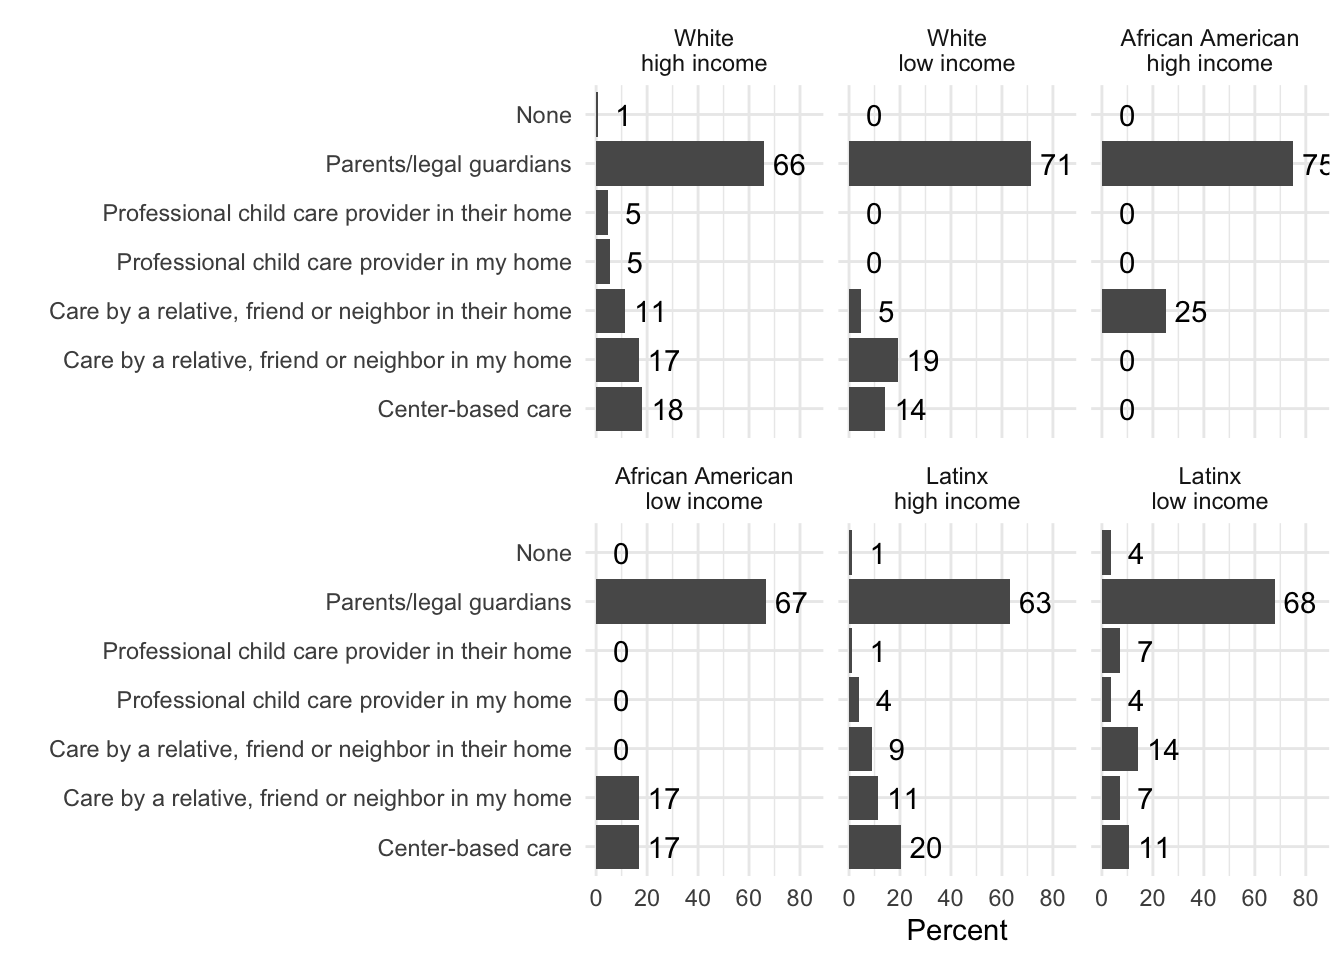 White
high income
White
low income
African American
high income
None
1
0
0
Parents/legal guardians
66
71
75
Professional child care provider in their home
5
0
0
Professional child care provider in my home
5
0
0
Care by a relative, friend or neighbor in their home
11
5
25
Care by a relative, friend or neighbor in my home
17
19
0
Center-based care
18
14
0
African American
low income
Latinx
high income
Latinx
low income
None
0
1
4
Parents/legal guardians
67
63
68
Professional child care provider in their home
0
1
7
Professional child care provider in my home
0
4
4
Care by a relative, friend or neighbor in their home
0
9
14
Care by a relative, friend or neighbor in my home
17
11
7
Center-based care
17
20
11
0 20 40 60 80
0 20 40 60 80
0 20 40 60 80
Percent